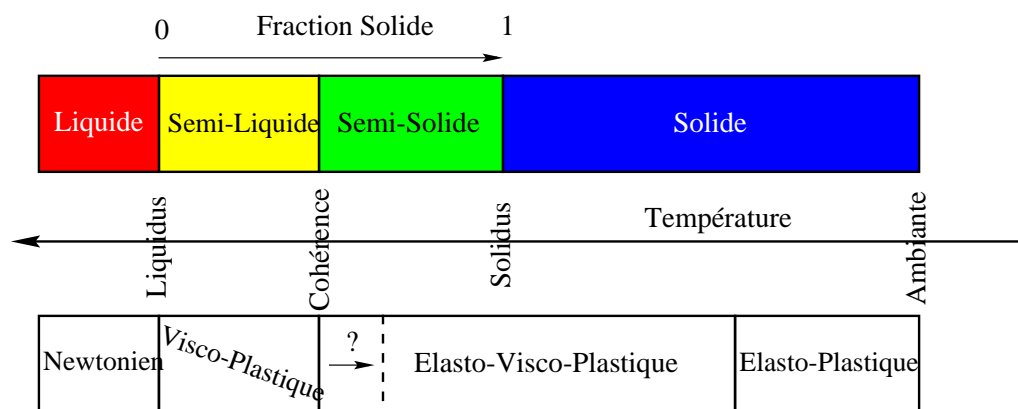 0 Fraction Solide 1
Liquide Semi-Liquide Semi-Solide Solide
Température
Liquidus Cohérence Solidus Ambiante
Newtonien Visco-Plastique ? Elasto-Visco-Plastique Elasto-Plastique